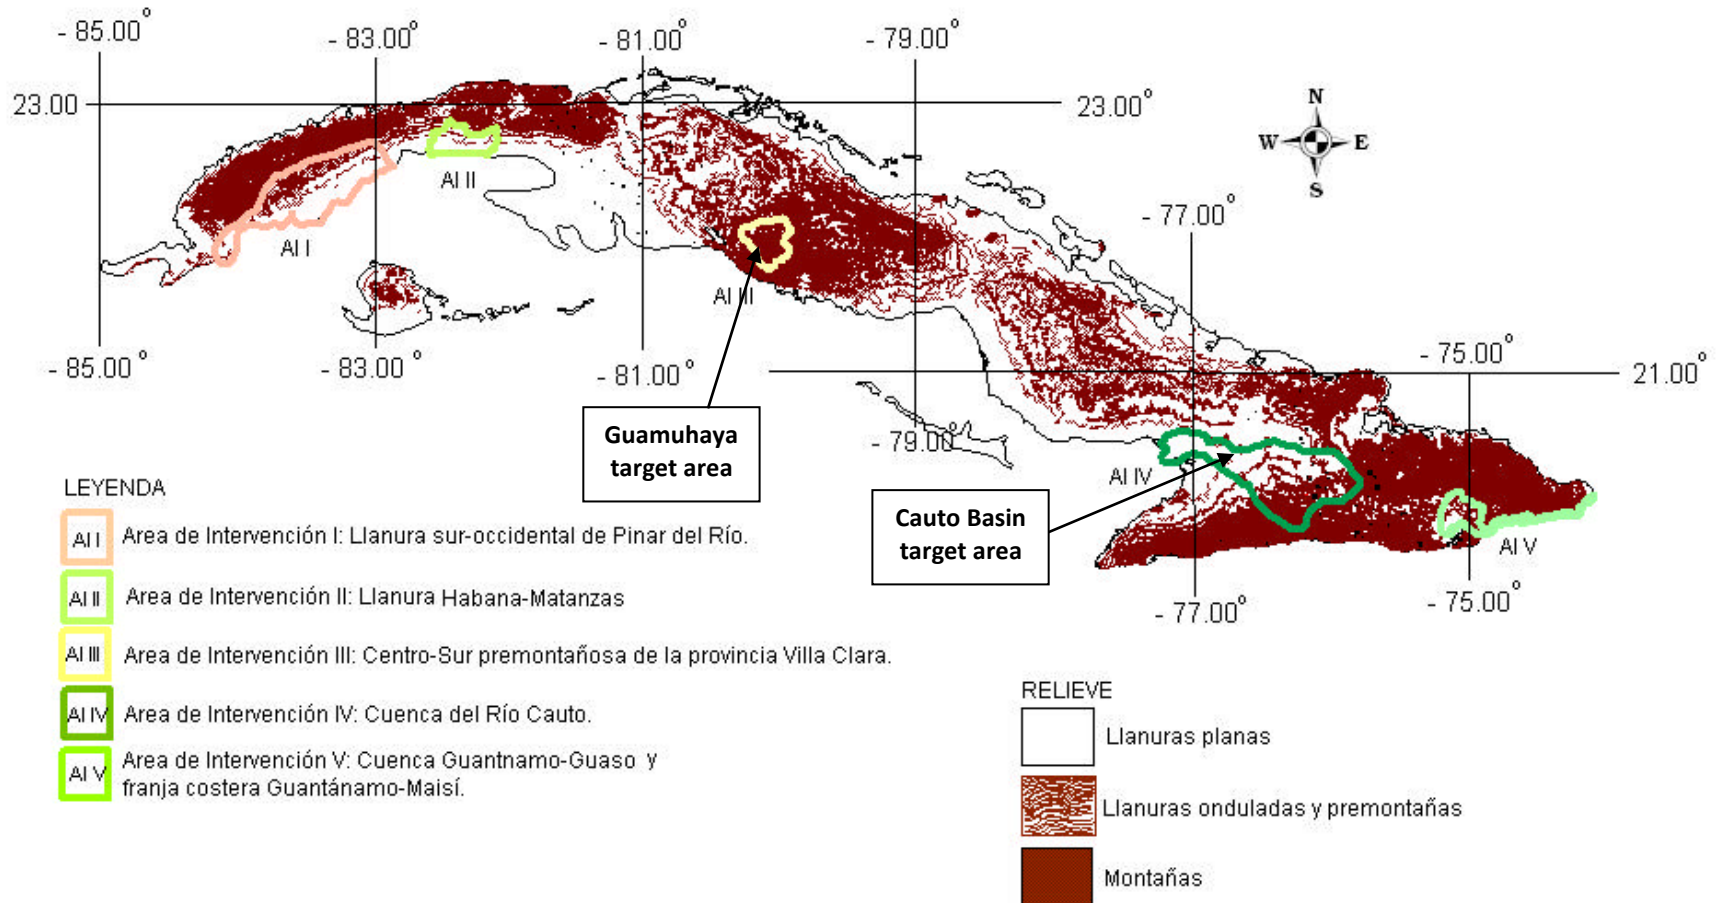 - 85.00°
- 83.00°
- 81.00°
- 79.00°
23.00
23.00°
N
W
E
S
- 77.00°
AI II
AI I
AI III
- 85.00°
- 83.00°
- 81.00°
- 75.00°
21.00°
Guamuhaya
target area
- 79.00°
AI IV
Cauto Basin
target area
AI V
- 77.00°
- 75.00°
LEYENDA
AI I Area de Intervención I: Llanura sur-occidental de Pinar del Río.
AI II Area de Intervención II: Llanura Habana-Matanzas
AI III Area de Intervención III: Centro-Sur premontañosa de la provincia Villa Clara.
AI IV Area de Intervención IV: Cuenca del Río Cauto.
AI V Area de Intervención V: Cuenca Guantnamo-Guaso y
franja costera Guantánamo-Maisí.
RELIEVE
Llanuras planas
Llanuras onduladas y premontañas
Montañas